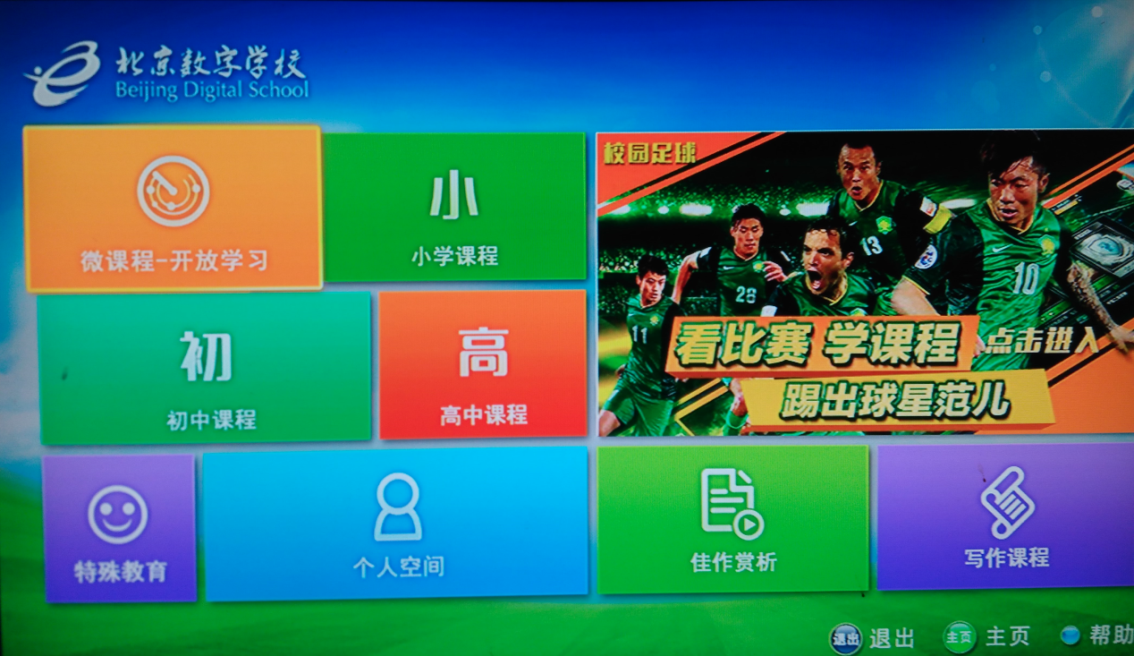 北京数字学校
Beijing Digital School
微课程-开放学习
小
小学课程
初
初中课程
高
高中课程
特殊教育
个人空间
校园足球
11
28
13
10
看比赛 学课程
点击进入
踢出球星范儿
佳作赏析
写作课程
退出 退出
主页 主页
帮助